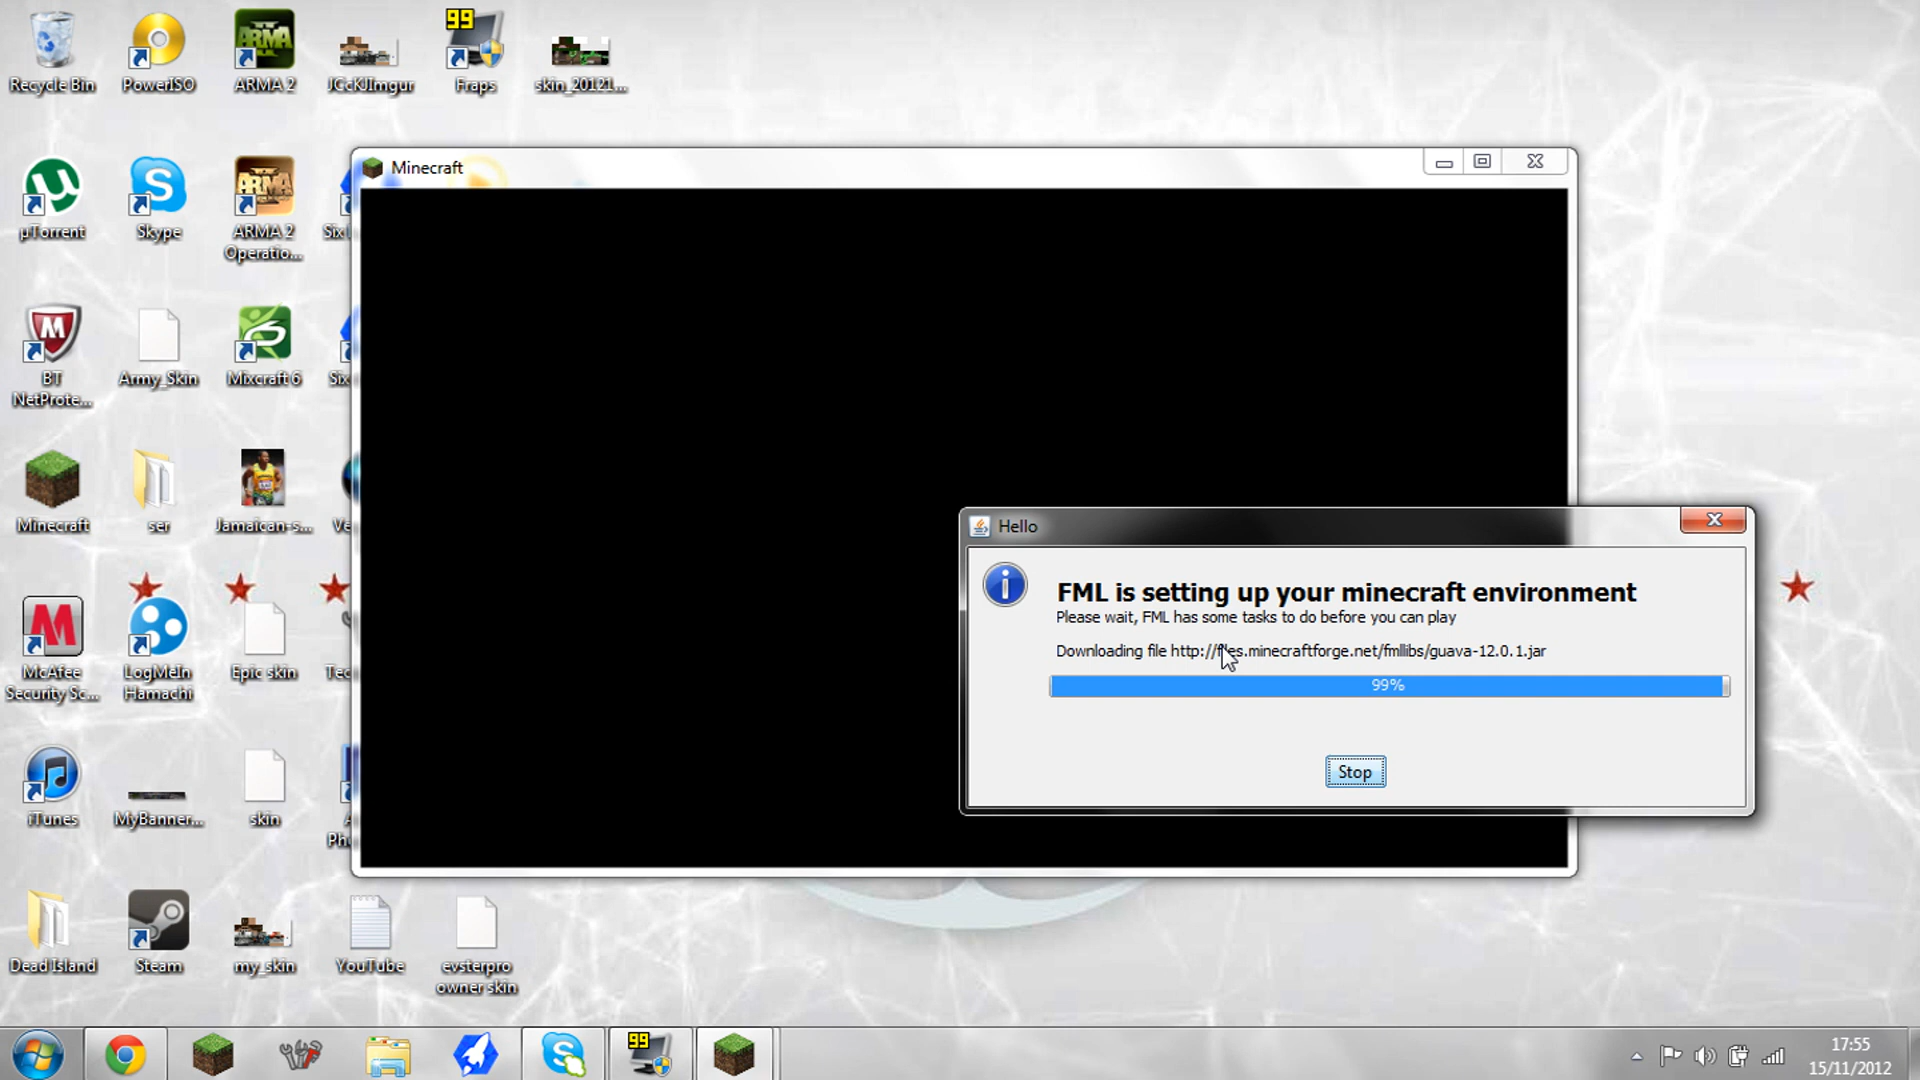 Recycle Bin
PowerISO
ARMA 2
JCcKJImgur
99
Fraps
skin_20121...
µTorrent
Skype
ARMA 2
Operatio...
BT
NetProte...
Army_Skin
Mixcraft 6
Minecraft
ser
Jamaican-s...
McAfee
Security Sc...
LogMeIn
Hamachi
Epic skin
iTunes
MyBanner...
skin
Dead Island
Steam
my_skin
YouTube
evsterpro
owner skin
Minecraft
Hello
FML is setting up your minecraft environment
Please wait, FML has some tasks to do before you can play
Downloading file http://files.minecraftforge.net/fmllibs/guava-12.0.1.jar
99%
Stop
99
17:55
15/11/2012